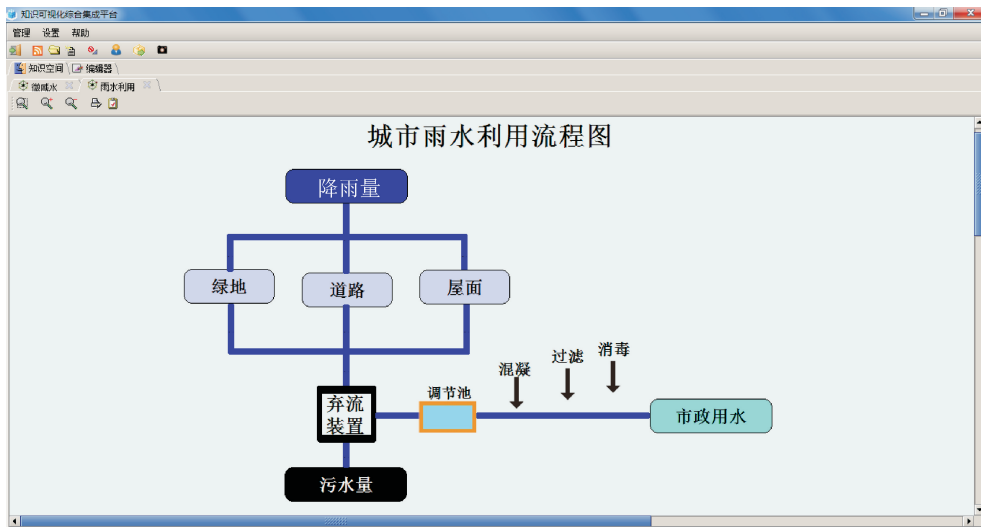 知识可视化综合集成平台
管理 设置 帮助
知识空间 编辑器
微咸水 雨水利用
城市雨水利用流程图
降雨量
绿地 道路 屋面
混凝 过滤 消毒
弃流
装置
调节池
市政用水
污水量